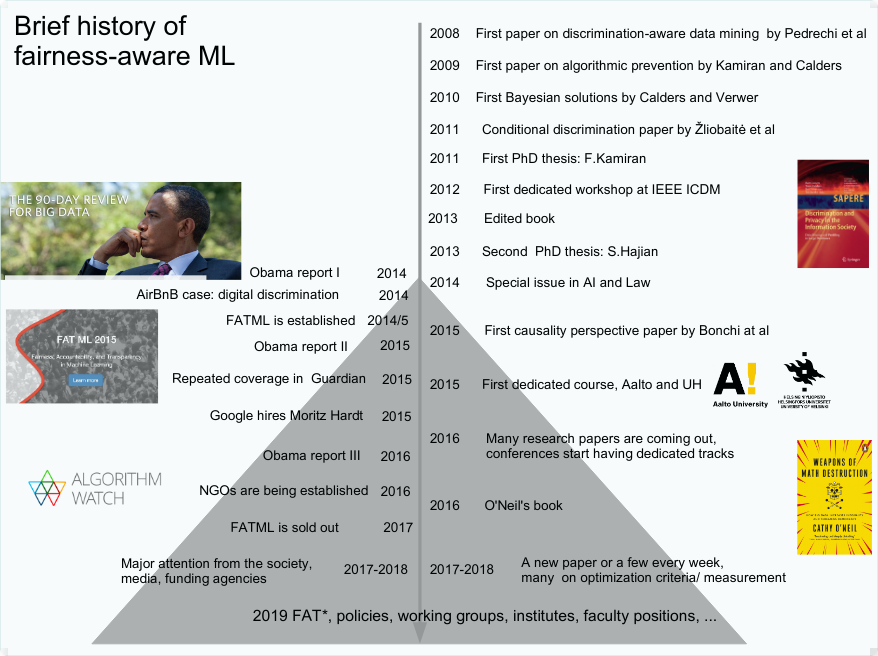 Brief history of
fairness-aware ML
2008 First paper on discrimination-aware data mining by Pedrechi et al
2009 First paper on algorithmic prevention by Kamiran and Calders
2010 First Bayesian solutions by Calders and Verwer
2011 Conditional discrimination paper by Žliobaitė et al
2011 First PhD thesis: F.Kamiran
2012 First dedicated workshop at IEEE ICDM
2013 Edited book
2013 Second PhD thesis: S.Hajian
2014 Special issue in AI and Law
2015 First causality perspective paper by Bonchi at al
2015 First dedicated course, Aalto and UH
2016 Many research papers are coming out,
conferences start having dedicated tracks
2016 O'Neil's book
2017-2018 A new paper or a few every week,
many on optimization criteria/ measurement
THE 90-DAY REVIEW
FOR BIG DATA
Obama report I 2014
AirBnB case: digital discrimination 2014
FATML is established 2014/5
Obama report II 2015
Repeated coverage in Guardian 2015
Google hires Moritz Hardt 2015
Obama report III 2016
NGOs are being established 2016
FATML is sold out 2017
Major attention from the society,
media, funding agencies 2017-2018
2019 FAT*, policies, working groups, institutes, faculty positions, ...
FAT ML 2015
Fairness, Accountability, and Transparency
in Machine Learning
Learn more
ALGORITHM
WATCH
SAPERE
Discrimination and
Privacy in the
Information Society
Springer
A!
Aalto University
HELSINGIN YLIOPISTO
HELSINGFORS UNIVERSITET
UNIVERSITY OF HELSINKI
WEAPONS OF
MATH DESTRUCTION
CATHY O'NEIL